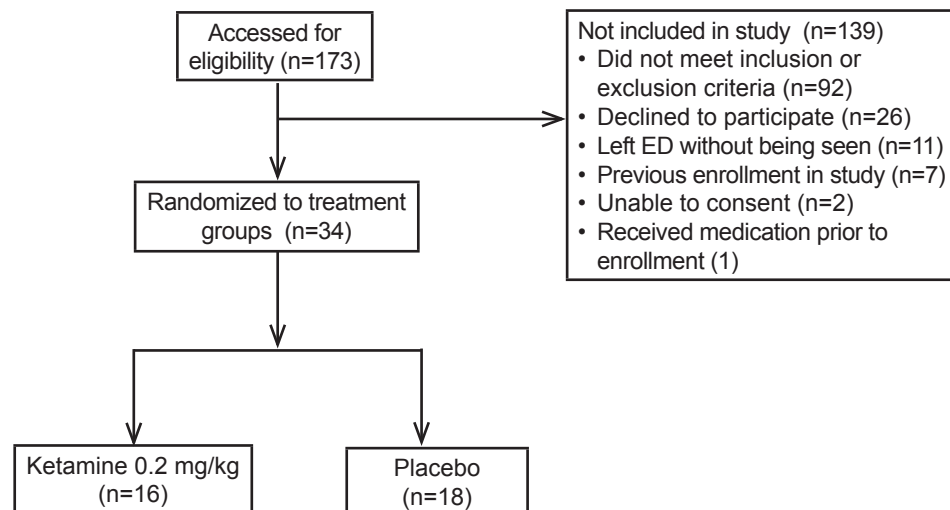 Accessed for
eligibility (n=173)
Not included in study (n=139)
• Did not meet inclusion or
exclusion criteria (n=92)
• Declined to participate (n=26)
• Left ED without being seen (n=11)
• Previous enrollment in study (n=7)
• Unable to consent (n=2)
• Received medication prior to
enrollment (1)
Randomized to treatment
groups (n=34)
Ketamine 0.2 mg/kg
(n=16)
Placebo
(n=18)